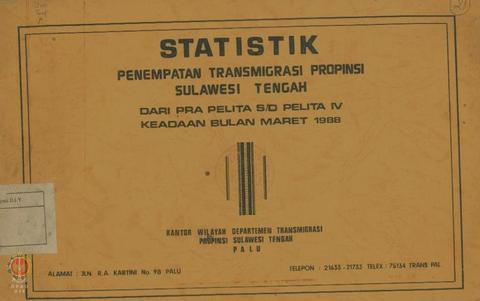 STATISTIK
PENEMPATAN TRANSMIGRASI PROPINSI
SULAWESI TENGAH
DARI PRA PELITA S/D PELITA IV
KEADAAN BULAN MARET 1988
KANTOR WILAYAH DEPARTEMEN TRANSMIGRASI
PROPINSI SULAWESI TENGAH
PALU
ALAMAT : JLN. R.A. KARTINI No. 98 PALU
TELEPON : 21633 - 21733 TELEX : 75134 TRANS PAL